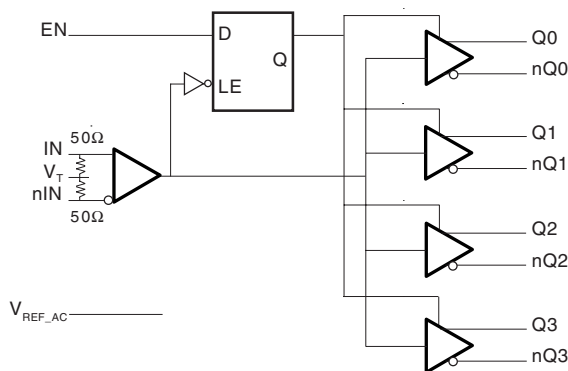 EN
D
Q
LE
IN
50Ω
V_T
nIN
50Ω
V_REF_AC
Q0
nQ0
Q1
nQ1
Q2
nQ2
Q3
nQ3